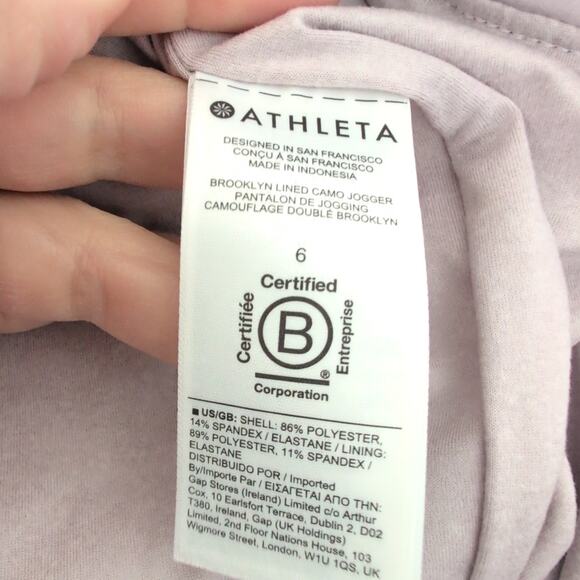 ATHLETA
DESIGNED IN SAN FRANCISCO
CONÇU À SAN FRANCISCO
MADE IN INDONESIA
BROOKLYN LINED CAMO JOGGER
PANTALON DE JOGGING
CAMOUFLAGE DOUBLÉ BROOKLYN
6
Certified
Certifiée
B
Entreprise
®
Corporation
■ US/GB: SHELL: 86% POLYESTER,
14% SPANDEX / ELASTANE / LINING:
89% POLYESTER, 11% SPANDEX /
ELASTANE
DISTRIBUIDO POR / Imported
By/Importe Par / ΕΙΣΑΓΕΤΑΙ ΑΠΟ ΤΗΝ:
Gap Stores (Ireland) Limited c/o Arthur
Cox, 10 Earlsfort Terrace, Dublin 2, D02
T380, Ireland, Gap (UK Holdings)
Limited, 2nd Floor Nations House, 103
Wigmore Street, London, W1U 1QS, UK